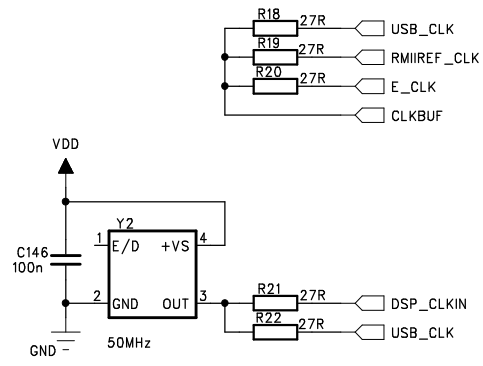 R18 27R USB_CLK
R19 27R RMIIREF_CLK
R20 27R E_CLK
CLKBUF
VDD
Y2
1 E/D +VS 4
C146
100n
2 GND OUT 3
R21 27R DSP_CLKIN
R22 27R USB_CLK
50MHz
GND